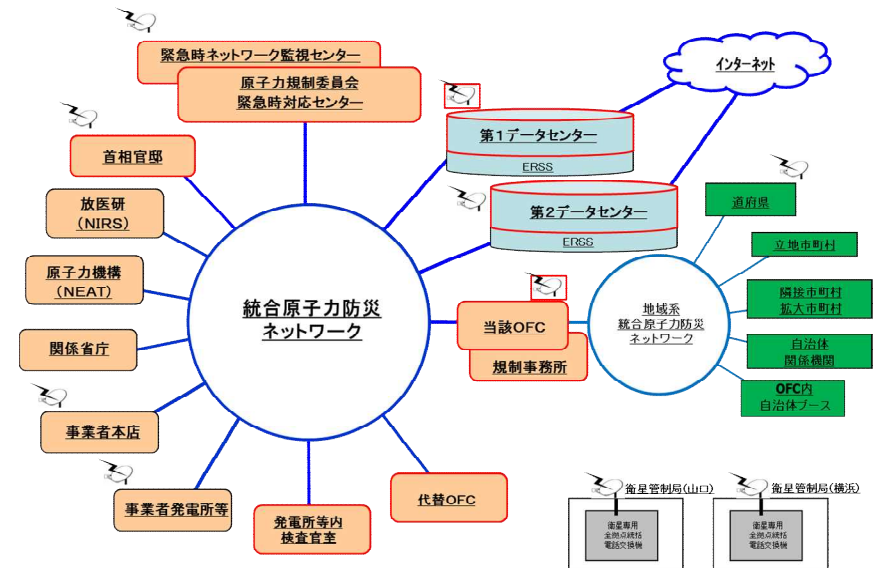 緊急時ネットワーク監視センター
原子力規制委員会
緊急時対応センター
インターネット
首相官邸
第1データセンター
ERSS
第2データセンター
ERSS
放医研
(NIRS)
原子力機構
(NEAT)
関係省庁
事業者本店
事業者発電所等
発電所等内
検査官室
代替OFC
統合原子力防災
ネットワーク
当該OFC
規制事務所
地域系
統合原子力防災
ネットワーク
道府県
立地市町村
隣接市町村
拡大市町村
自治体
関係機関
OFC内
自治体ブース
衛星管制局(山口)
衛星専用
全拠点統括
電話交換機
衛星管制局(横浜)
衛星専用
全拠点統括
電話交換機